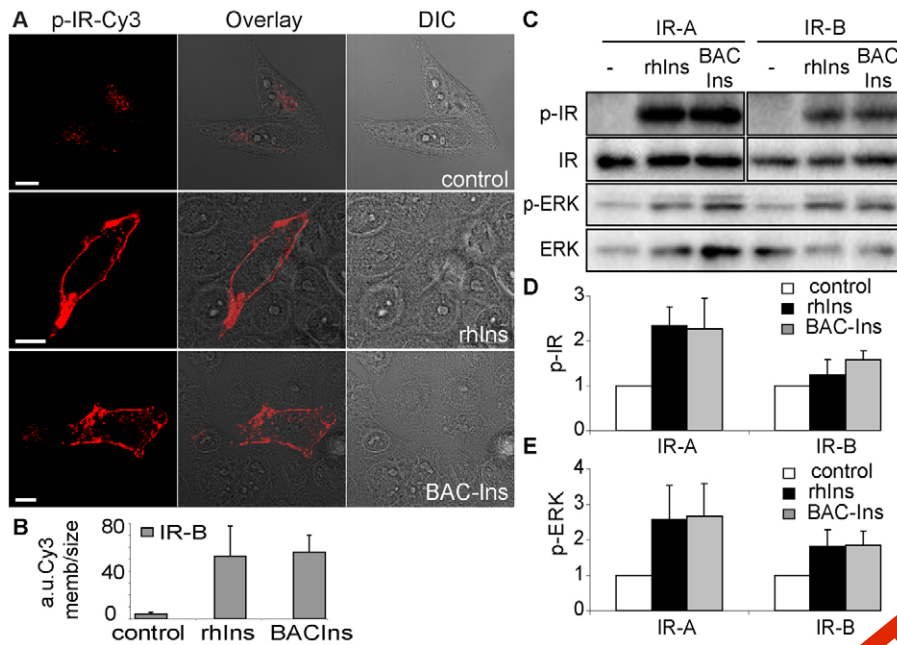 A p-IR-Cy3 Overlay DIC
control
rhIns
BAC-Ins
B
IR-B
a.u.Cy3
memb/size
80
40
0
control rhIns BACIns
C
IR-A IR-B
- rhIns BAC Ins - rhIns BAC Ins
p-IR
IR
p-ERK
ERK
D
control
rhIns
BAC-Ins
p-IR
3
2
1
0
IR-A IR-B
E
control
rhIns
BAC-Ins
p-ERK
4
2
0
IR-A IR-B